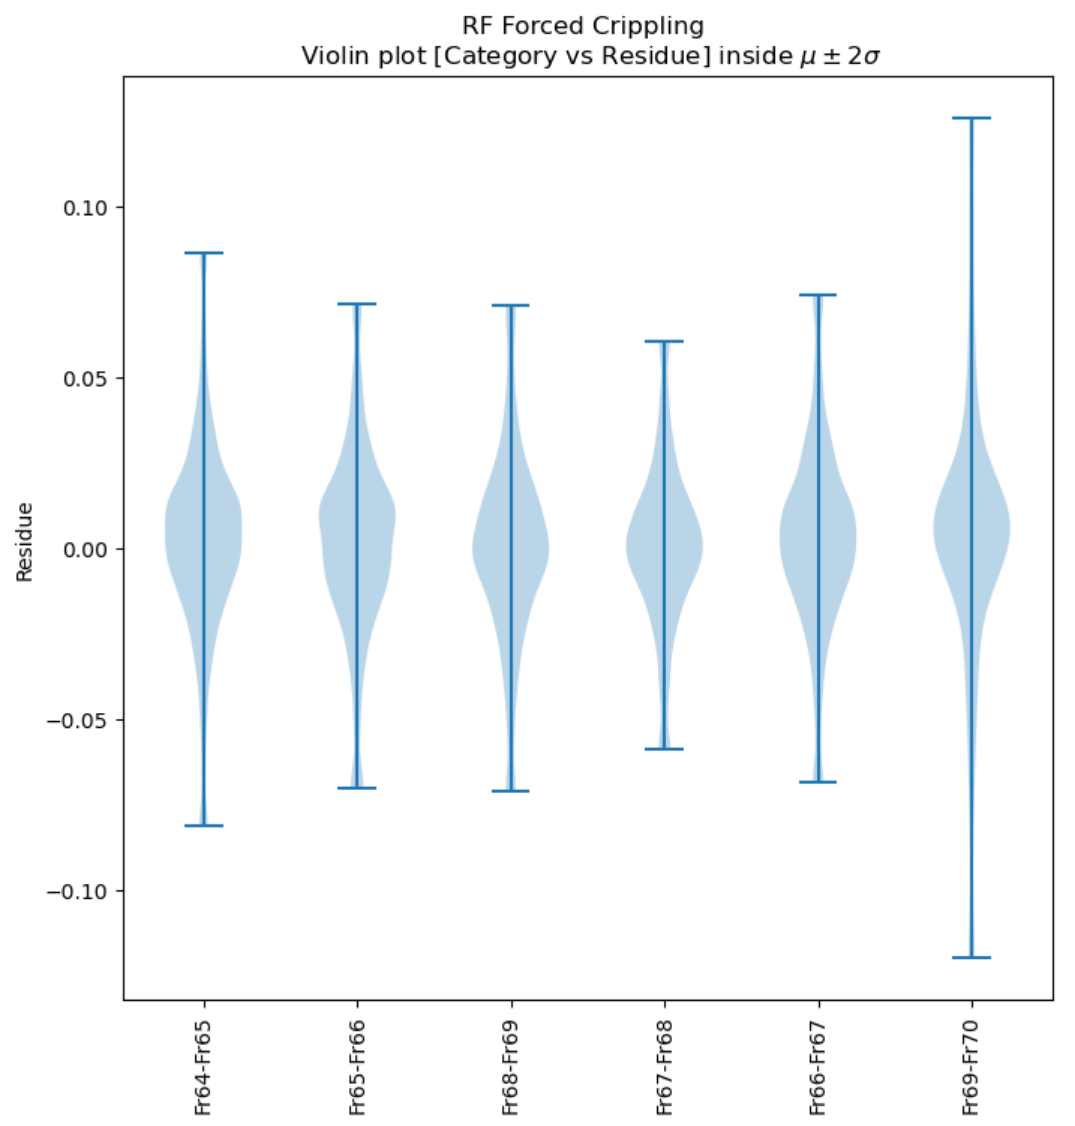 RF Forced Crippling
Violin plot [Category vs Residue] inside μ ± 2σ
0.10
0.05
0.00
−0.05
−0.10
Residue
Fr64-Fr65
Fr65-Fr66
Fr68-Fr69
Fr67-Fr68
Fr66-Fr67
Fr69-Fr70